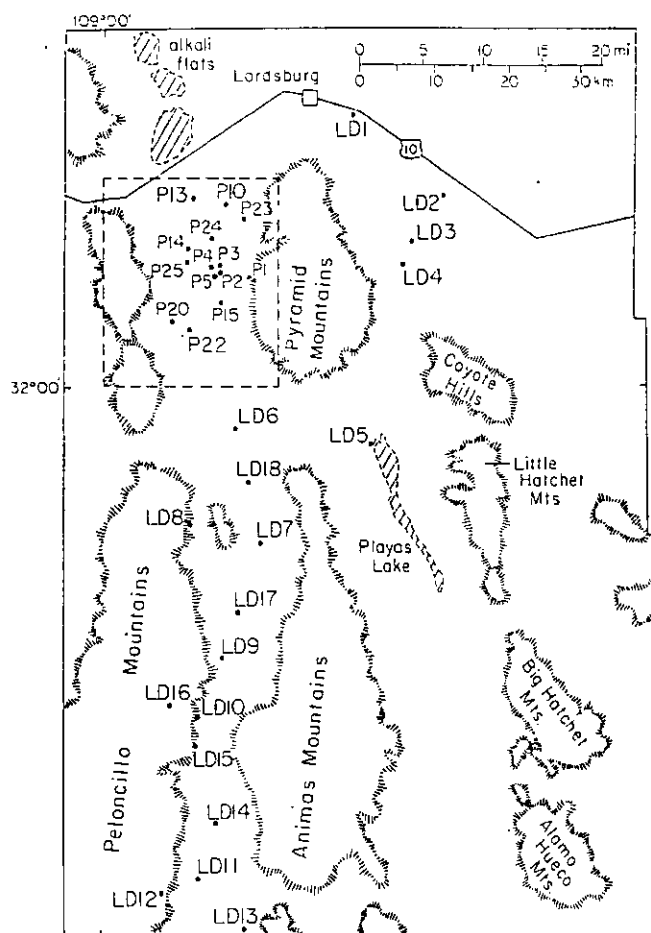 109°00'
alkali
flats
Lordsburg
0 5 10 15 20 mi
0 10 20 30 km
LD1
10
P13
P10
P23
LD2
P24
LD3
P14
P4
P3
P25
P1
LD4
P5
P2
P20
P15
P22
Pyramid
Mountains
32°00'
Coyote
Hills
LD6
LD5
LD18
Little
Hatchet
Mts
LD8
LD7
Playas
Lake
LD17
LD9
Mountains
LD16
LD10
Big Hatchet
Mts.
LD15
Peloncillo
Animas Mountains
LD14
Alamo
Hueco
Mts.
LD11
LD12
LD13